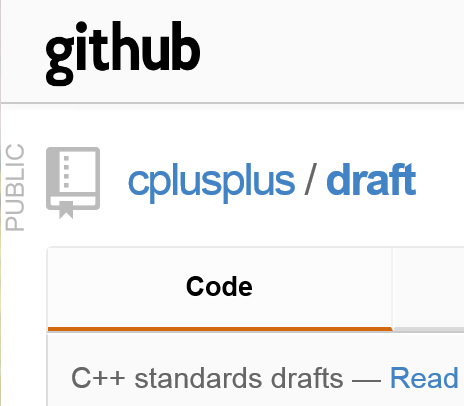 github
PUBLIC
cplusplus / draft
Code
C++ standards drafts — Read